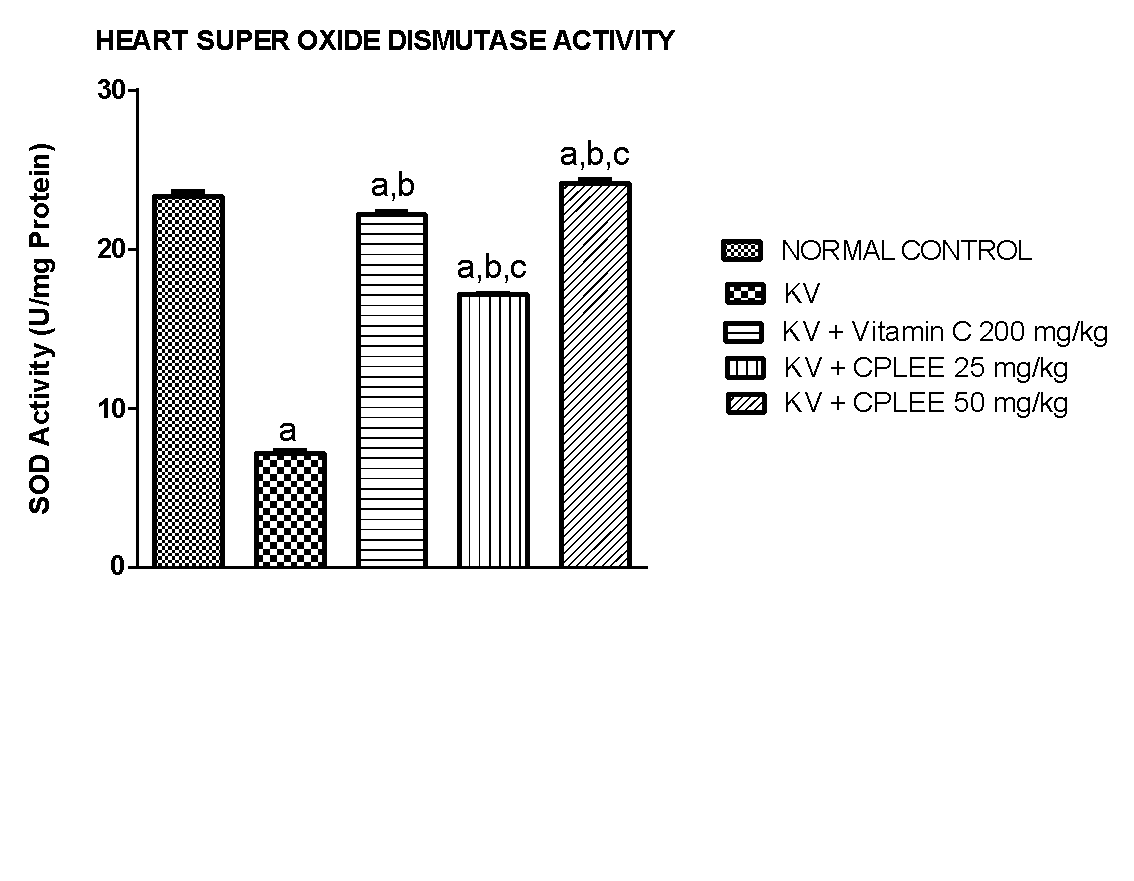 HEART SUPER OXIDE DISMUTASE ACTIVITY
SOD Activity (U/mg Protein)
30
20
10
0
a
a,b
a,b,c
a,b,c
NORMAL CONTROL
KV
KV + Vitamin C 200 mg/kg
KV + CPLEE 25 mg/kg
KV + CPLEE 50 mg/kg